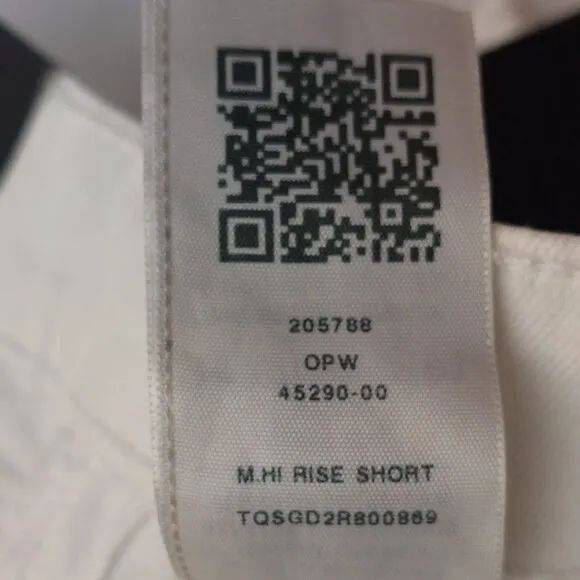 205788
OPW
45290-00
M.HI RISE SHORT
TQSGD2R800869